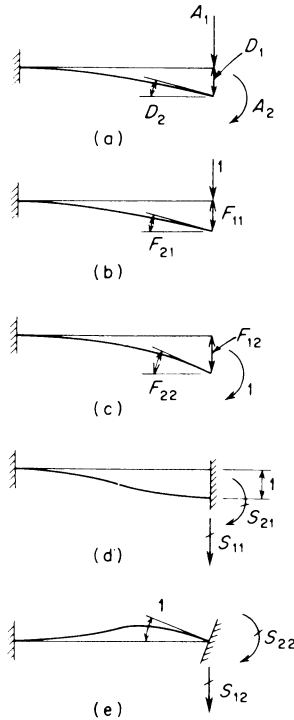 A₁
D₁
D₂
A₂
(a)
1
F₁₁
F₂₁
(b)
F₁₂
F₂₂
1
(c)
1
S₂₁
S₁₁
(d)
1
S₂₂
S₁₂
(e)